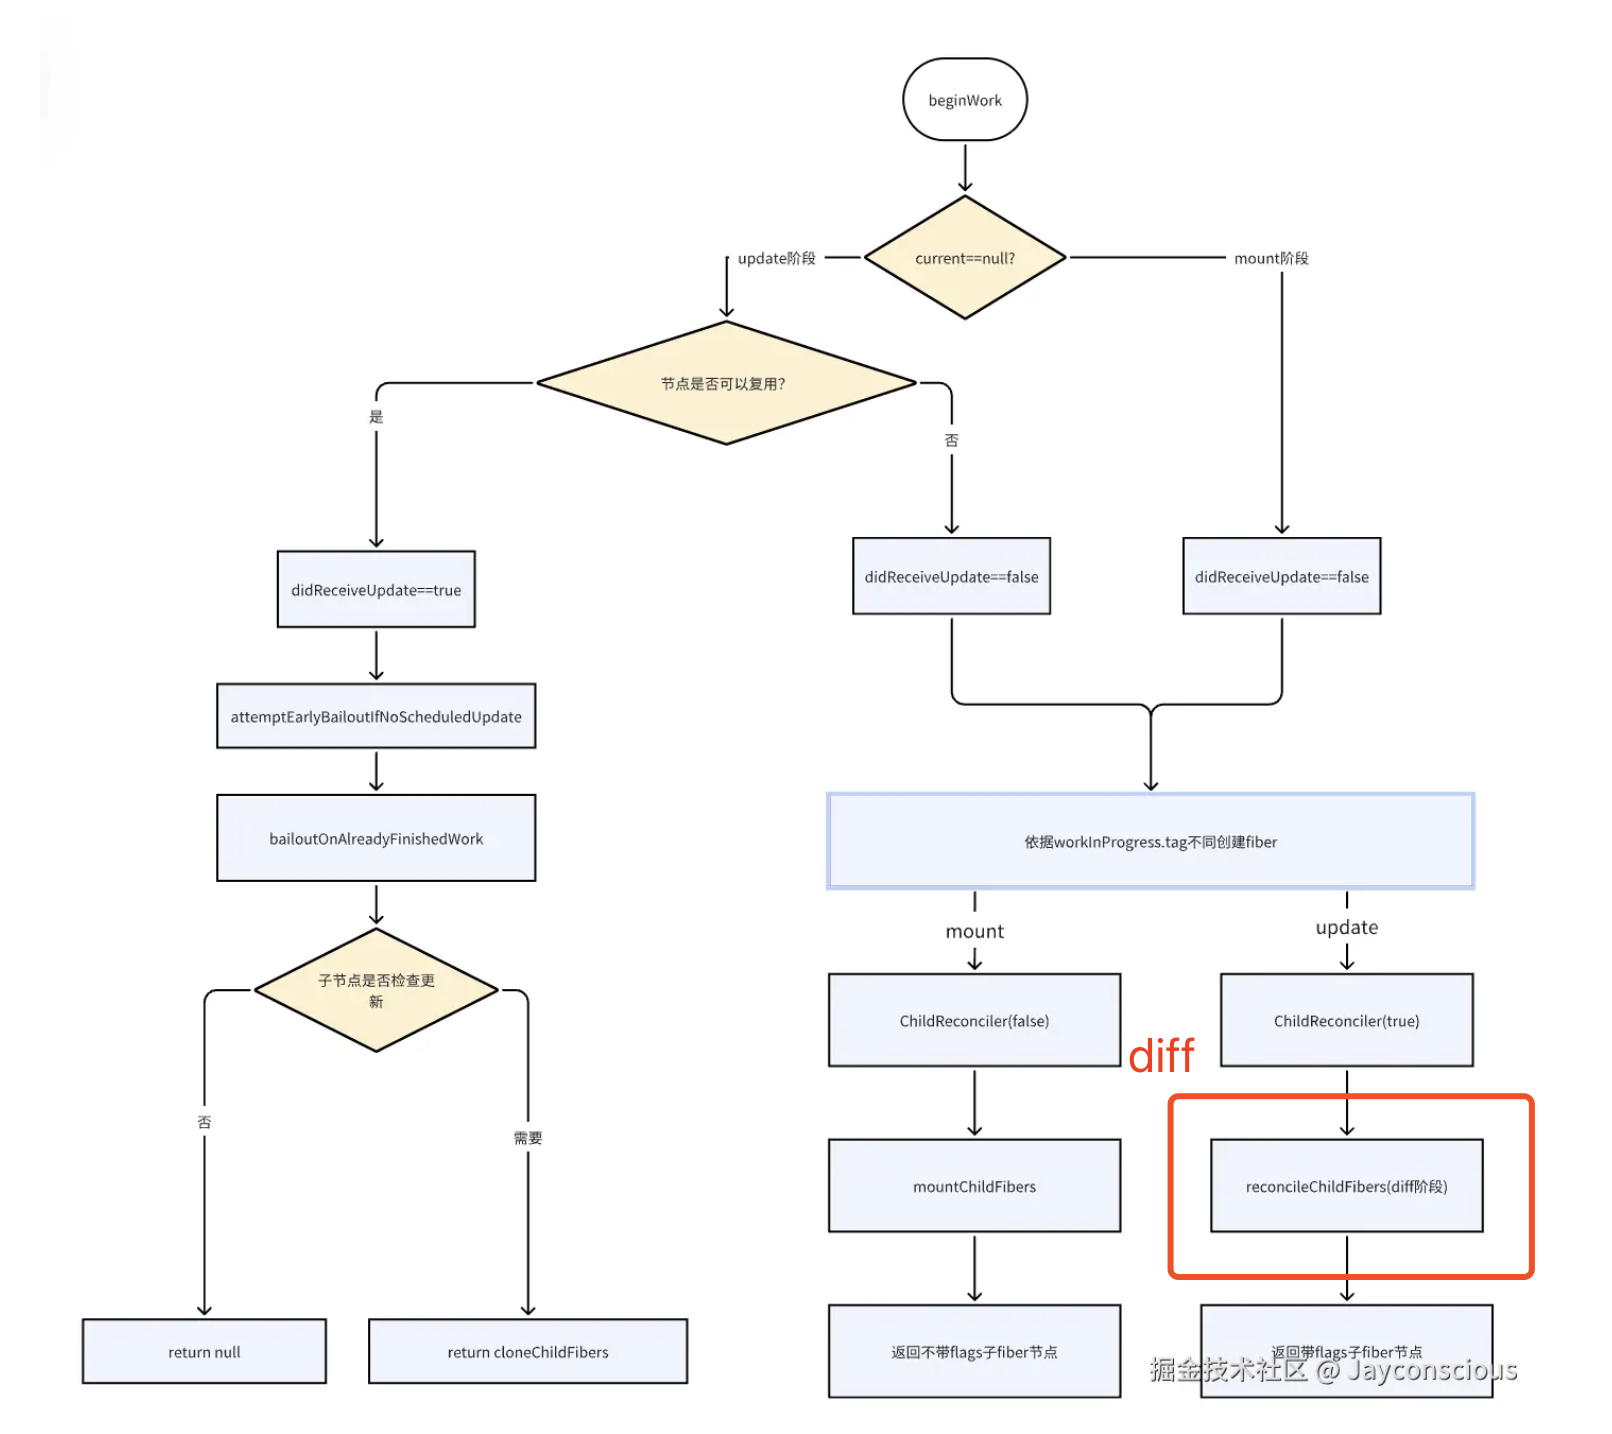 beginWork
current==null?
update阶段
mount阶段
节点是否可以复用?
是
否
didReceiveUpdate==true
didReceiveUpdate==false
didReceiveUpdate==false
attemptEarlyBailoutIfNoScheduledUpdate
bailoutOnAlreadyFinishedWork
依据workInProgress.tag不同创建fiber
mount
update
子节点是否检查更
新
ChildReconciler(false)
ChildReconciler(true)
diff
否
需要
mountChildFibers
reconcileChildFibers(diff阶段)
return null
return cloneChildFibers
返回不带flags子fiber节点
返回带flags子fiber节点
掘金技术社区 @ Jayconscious